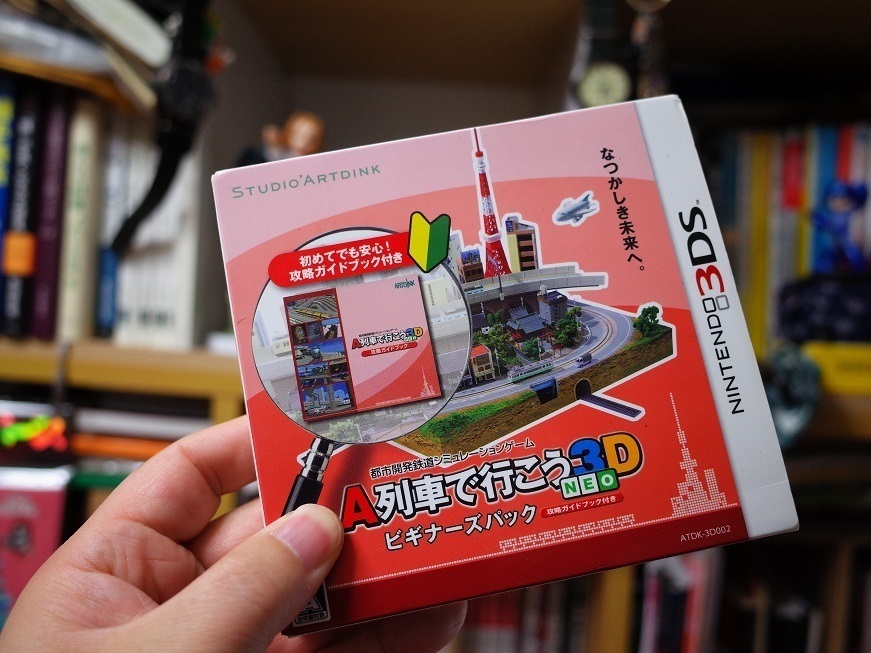 STUDIO ARTDINK
なつかしき未来へ。
初めてでも安心！
攻略ガイドブック付き
ARTDINK
A列車で行こう3D
NEO
攻略ガイドブック
NINTENDO 3DS
都市開発鉄道シミュレーションゲーム
A列車で行こう3D
NEO
ビギナーズパック
攻略ガイドブック付き
ATDK-3D002